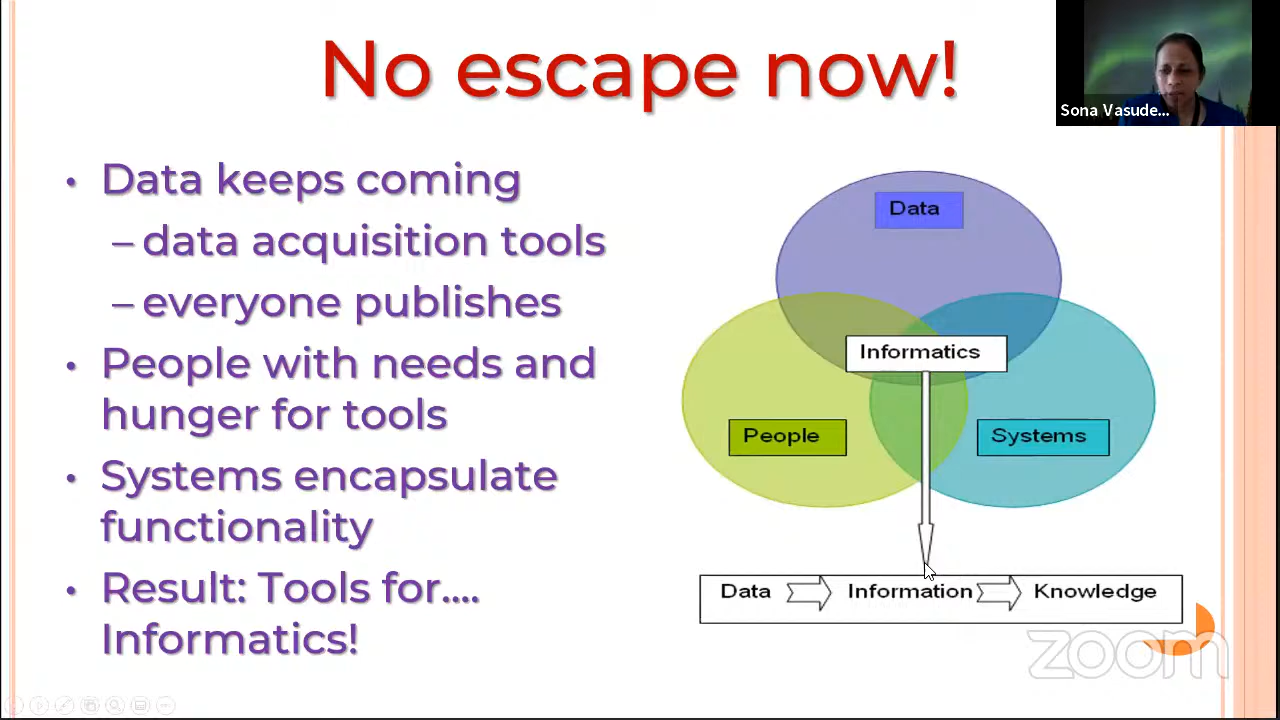 No escape now!
Sona Vasude...
• Data keeps coming
– data acquisition tools
– everyone publishes
• People with needs and
hunger for tools
• Systems encapsulate
functionality
• Result: Tools for....
Informatics!
Data
Informatics
People
Systems
Data
Information
Knowledge
zoom